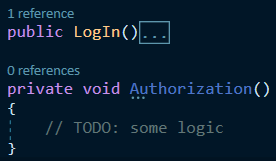 1 reference
public LogIn()...
0 references
private void Authorization()
{
// TODO: some logic
}